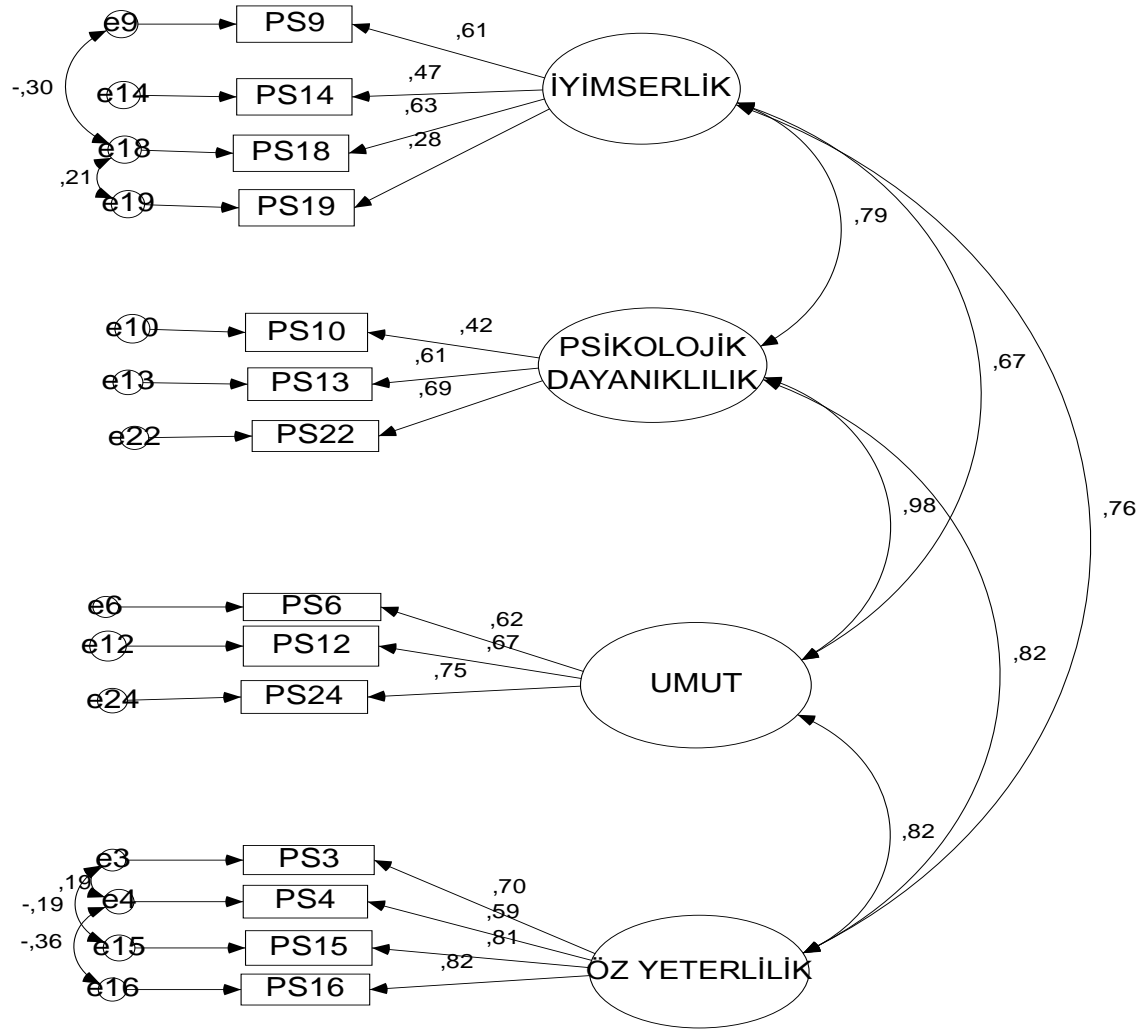 e9 PS9 ,61
İYİMSERLİK
-,30
e14 PS14 ,47
e18 PS18 ,63
,21
e19 PS19 ,28
,79
e10 PS10 ,42
PSİKOLOJİK
DAYANIKLILIK
e13 PS13 ,61
e22 PS22 ,69
,67
,98
,76
e6 PS6 ,62
e12 PS12 ,67
e24 PS24 ,75
UMUT
,82
,82
e3 PS3 ,70
,19
-,19
e4 PS4 ,59
-,36
e15 PS15 ,81
e16 PS16 ,82
ÖZ YETERLİLİK